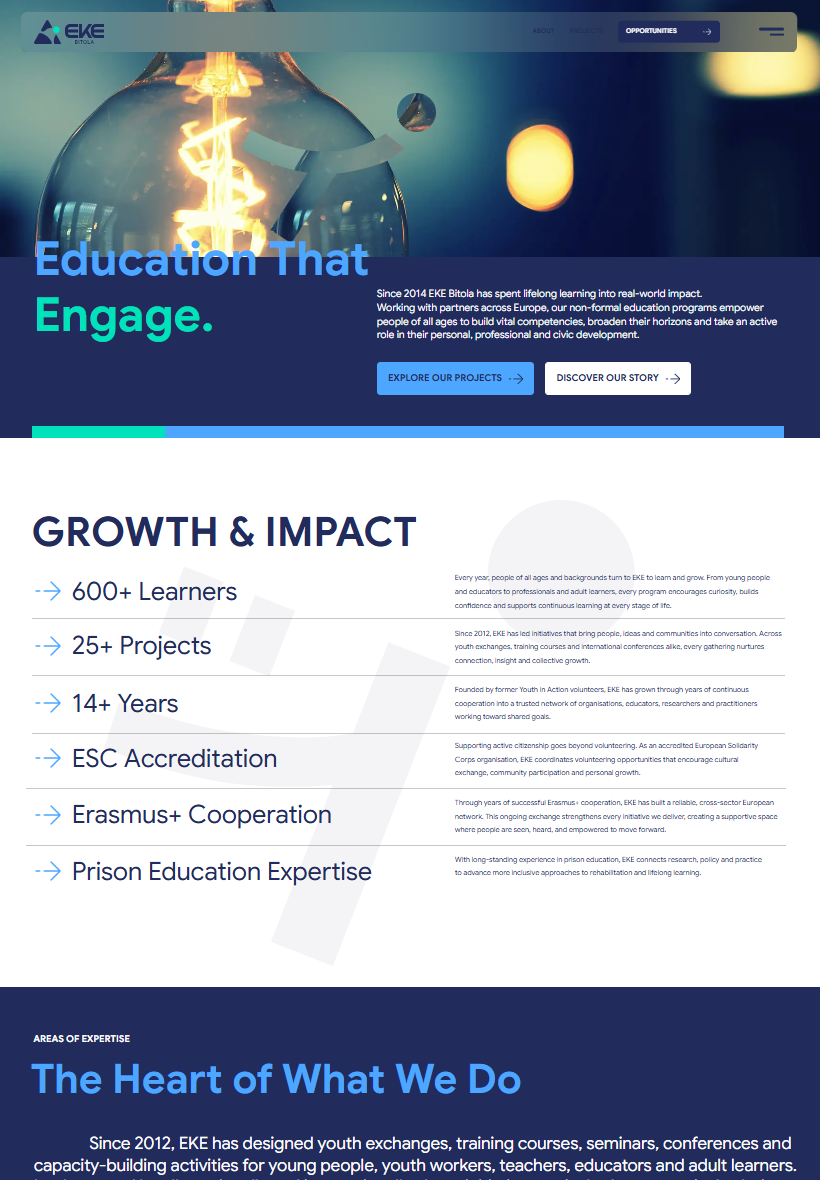 EKE
BITOLA
ABOUT
PROJECTS
OPPORTUNITIES
Education That
Engage.
Since 2014 EKE Bitola has spent lifelong learning into real-world impact.
Working with partners across Europe, our non-formal education programs empower
people of all ages to build vital competencies, broaden their horizons and take an active
role in their personal, professional and civic development.
EXPLORE OUR PROJECTS
DISCOVER OUR STORY
GROWTH & IMPACT
600+ Learners
Every year, people of all ages and backgrounds turn to EKE to learn and grow. From young people
and educators to professionals and adult learners, every program encourages curiosity, builds
confidence and supports continuous learning at every stage of life.
25+ Projects
Since 2012, EKE has led initiatives that bring people, ideas and communities into conversation. Across
youth exchanges, training courses and international conferences alike, every gathering nurtures
connection, insight and collective growth.
14+ Years
Founded by former Youth in Action volunteers, EKE has grown through years of continuous
cooperation into a trusted network of organisations, educators, researchers and practitioners
working toward shared goals.
ESC Accreditation
Supporting active citizenship goes beyond volunteering. As an accredited European Solidarity
Corps organisation, EKE coordinates volunteering opportunities that encourage cultural
exchange, community participation and personal growth.
Erasmus+ Cooperation
Through years of successful Erasmus+ cooperation, EKE has built a reliable, cross-sector European
network. This ongoing exchange strengthens every initiative we deliver, creating a supportive space
where people are seen, heard, and empowered to move forward.
Prison Education Expertise
With long-standing experience in prison education, EKE connects research, policy and practice
to advance more inclusive approaches to rehabilitation and lifelong learning.
AREAS OF EXPERTISE
The Heart of What We Do
Since 2012, EKE has designed youth exchanges, training courses, seminars, conferences and
capacity-building activities for young people, youth workers, teachers, educators and adult learners.